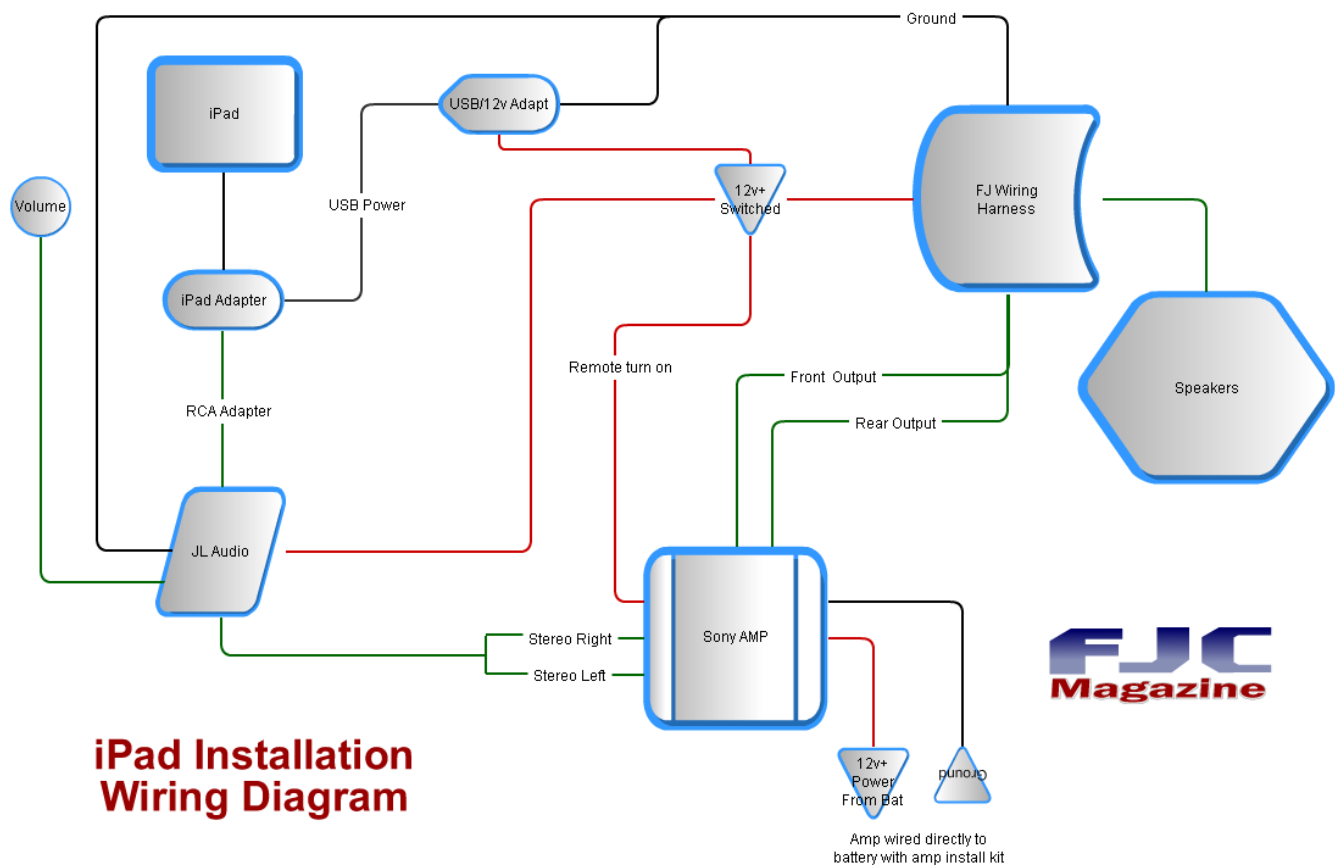 Ground
iPad
USB/12v Adapt
12v+
Switched
FJ Wiring
Harness
Volume
USB Power
iPad Adapter
Remote turn on
Front Output
Speakers
RCA Adapter
Rear Output
JL Audio
Stereo Right
Sony AMP
Stereo Left
FJC
Magazine
iPad Installation
Wiring Diagram
12v+
Power
From Bat
Ground
Amp wired directly to
battery with amp install kit